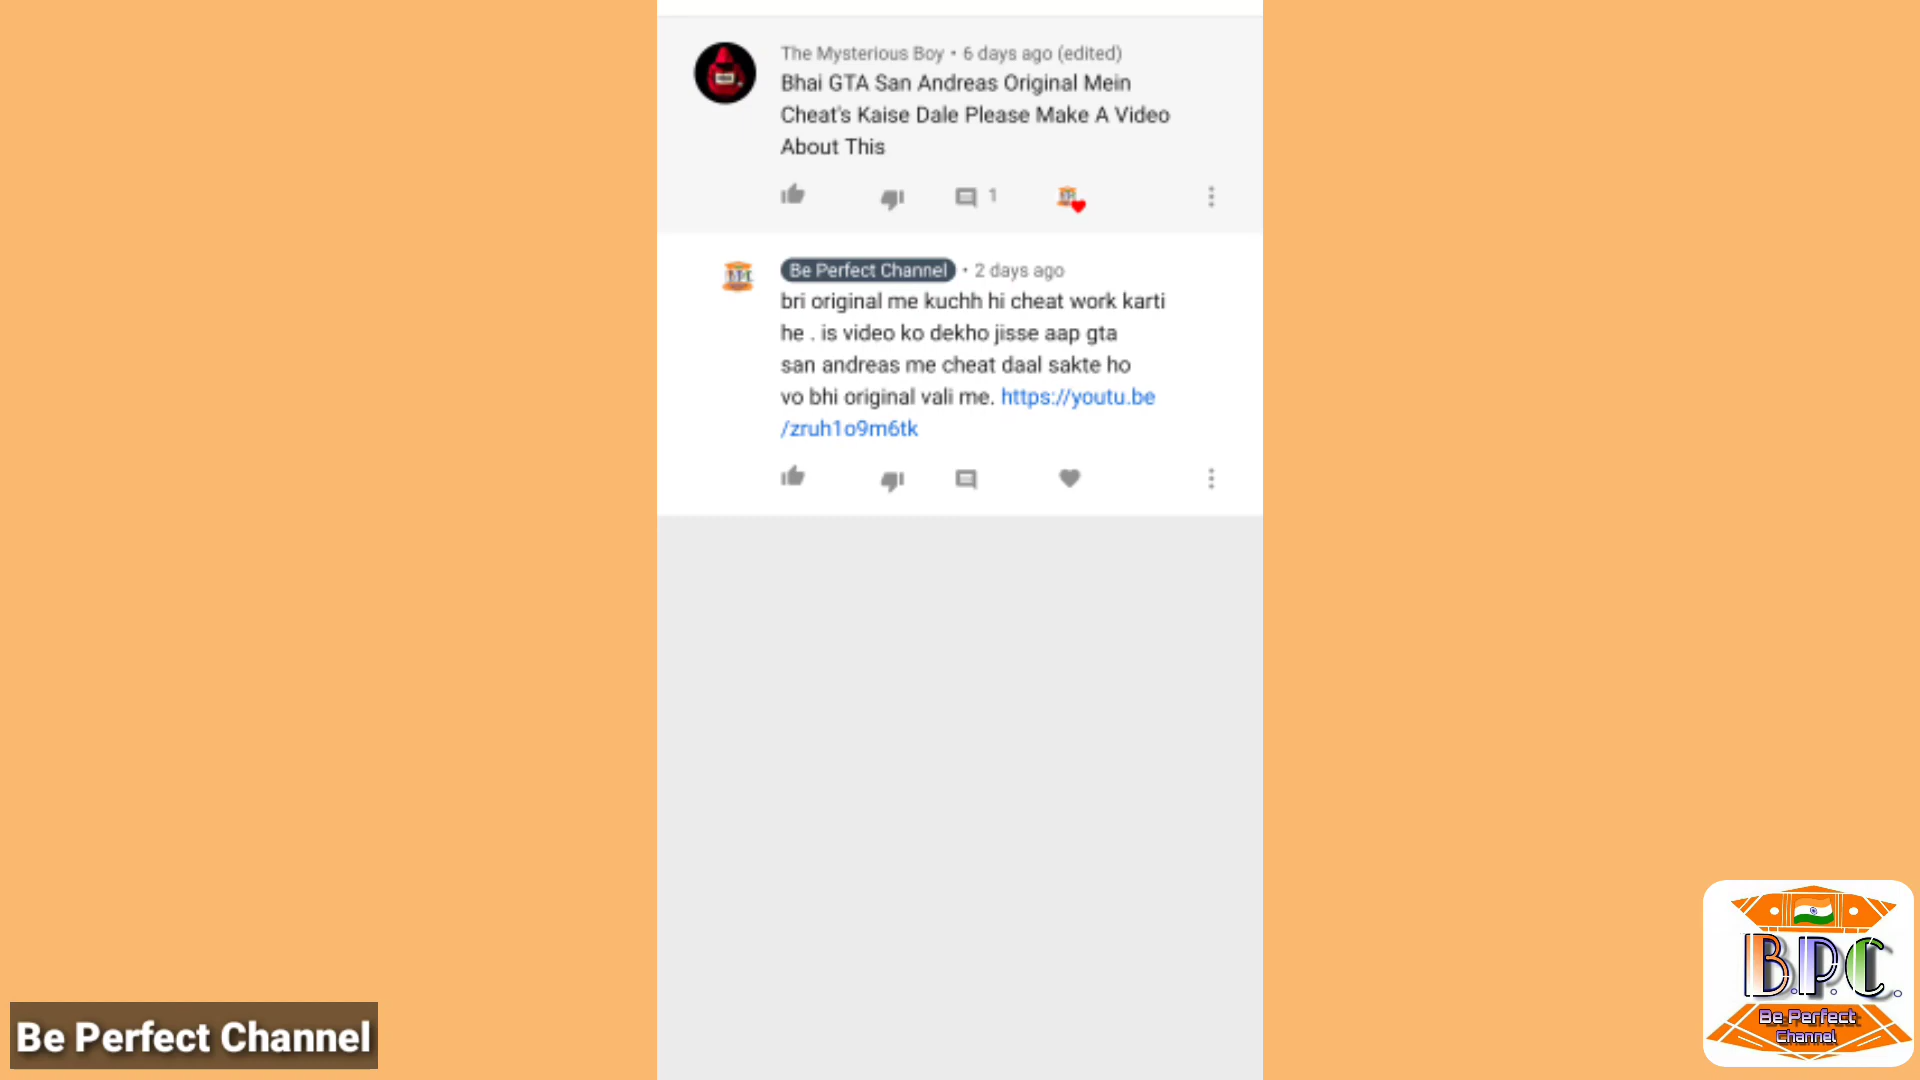 The Mysterious Boy • 6 days ago (edited)
Bhai GTA San Andreas Original Mein
Cheat's Kaise Dale Please Make A Video
About This
1
Be Perfect Channel • 2 days ago
bri original me kuchh hi cheat work karti
he . is video ko dekho jisse aap gta
san andreas me cheat daal sakte ho
vo bhi original vali me. https://youtu.be
/zruh1o9m6tk
B.P.C.
Be Perfect
Channel
Be Perfect Channel